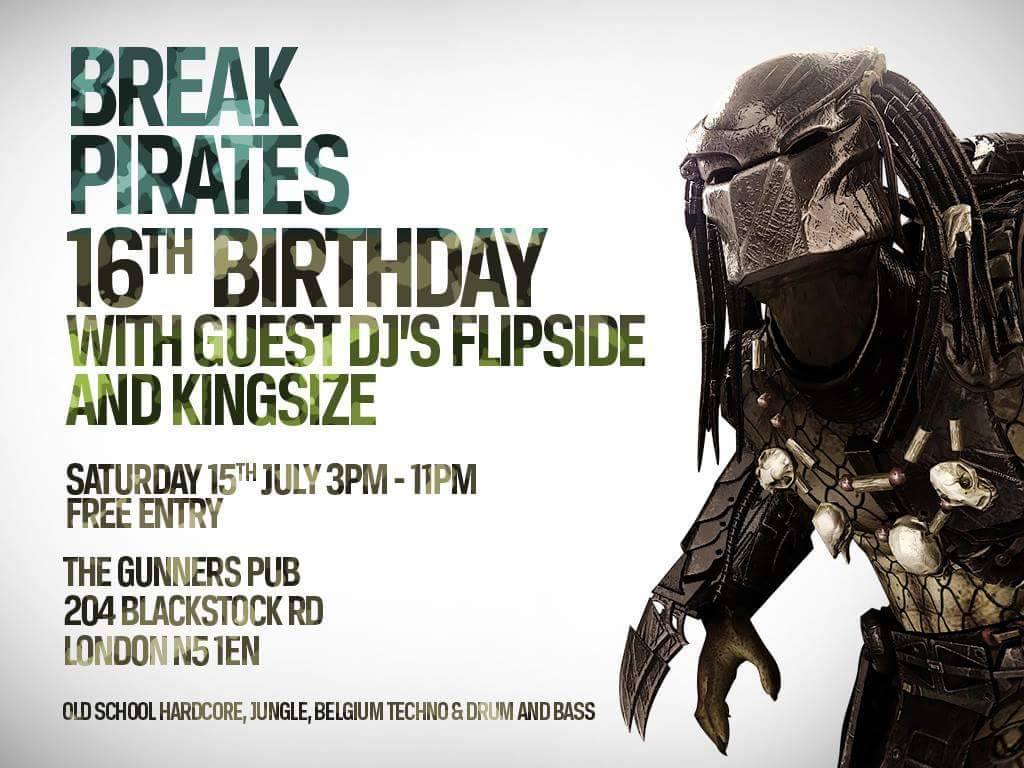 BREAK
PIRATES
16TH BIRTHDAY
WITH GUEST DJ'S FLIPSIDE
AND KINGSIZE
SATURDAY 15TH JULY 3PM - 11PM
FREE ENTRY
THE GUNNERS PUB
204 BLACKSTOCK RD
LONDON N5 1EN
OLD SCHOOL HARDCORE, JUNGLE, BELGIUM TECHNO & DRUM AND BASS